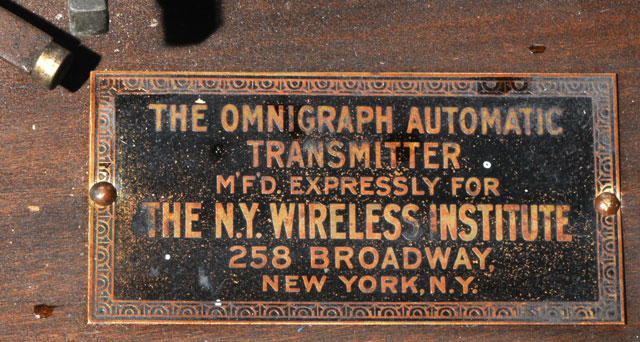 THE OMNIGRAPH AUTOMATIC
TRANSMITTER
M'F'D. EXPRESSLY FOR
THE N.Y. WIRELESS INSTITUTE
258 BROADWAY,
NEW YORK, N.Y.